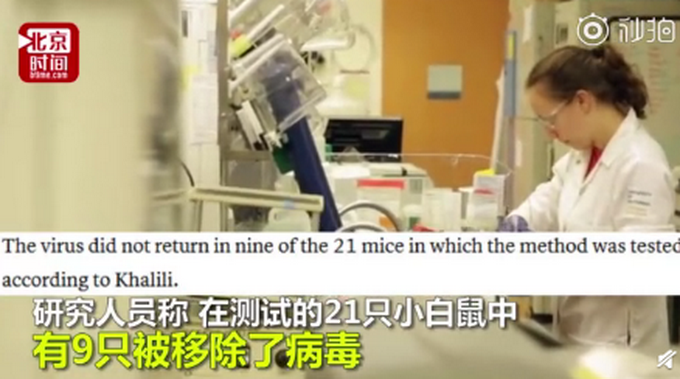 北京
时间
btime.com
秒拍
The virus did not return in nine of the 21 mice in which the method was tested
according to Khalili.
研究人员称 在测试的21只小白鼠中
有9只被移除了病毒